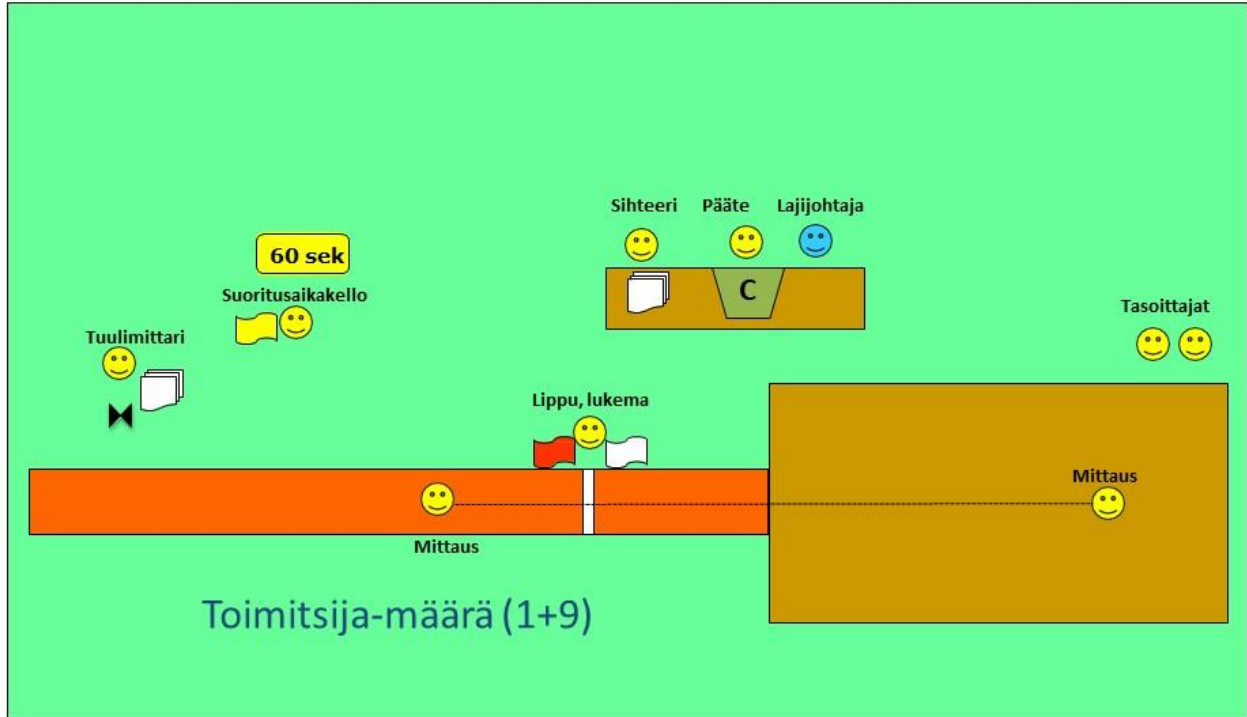 Sihteeri
Pääte
Lajijohtaja
60 sek
Suoritusaikakello
Tuulimittari
C
Tasoittajat
Lippu, lukema
Mittaus
Mittaus
Toimitsija-määrä (1+9)